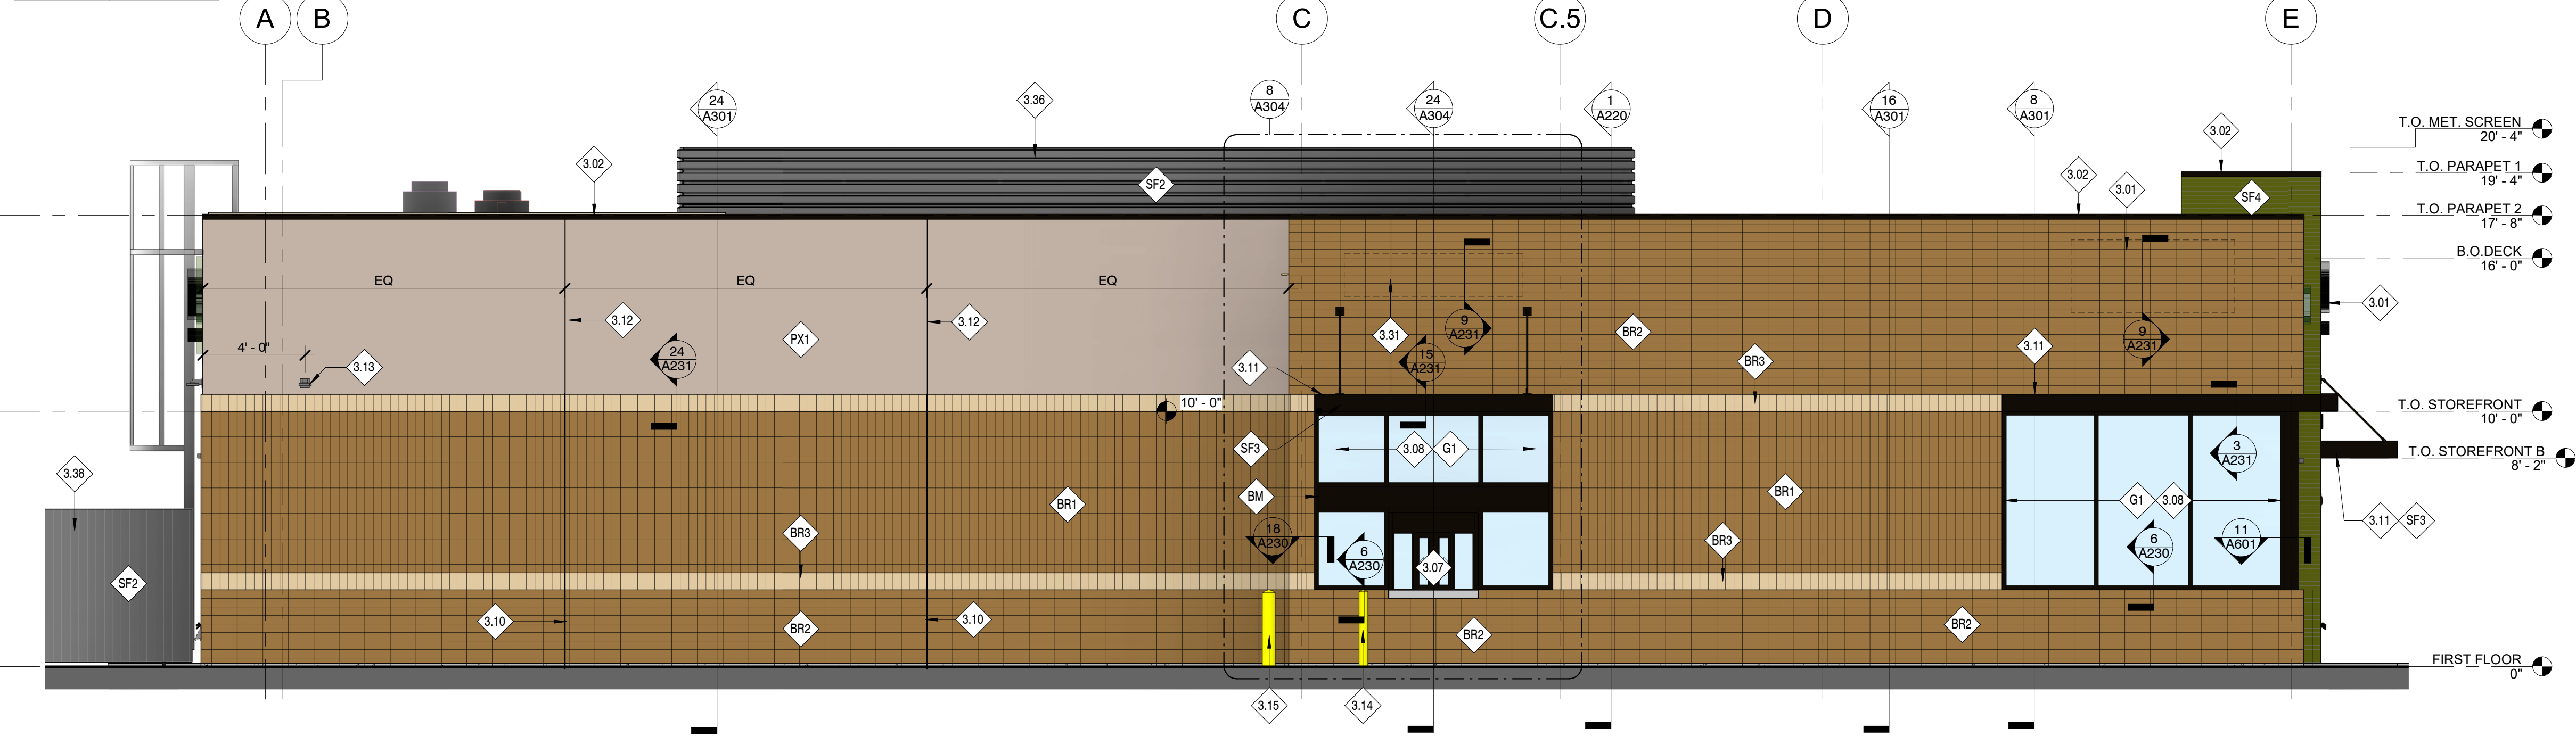 A
B
C
C.5
D
E
24
A301
3.36
8
A304
24
A304
1
A220
16
A301
8
A301
T.O. MET. SCREEN
20' - 4"
3.02
3.02
SF2
3.02
3.01
SF4
T.O. PARAPET 1
19' - 4"
T.O. PARAPET 2
17' - 8"
B.O.DECK
16' - 0"
EQ
EQ
EQ
3.01
3.12
3.12
PX1
3.31
9
A231
BR2
9
A231
4' - 0"
3.13
24
A231
3.11
15
A231
BR3
3.11
10' - 0"
T.O. STOREFRONT
10' - 0"
T.O. STOREFRONT B
8' - 2"
3.38
SF3
3.08
G1
3
A231
BR1
BM
BR1
G1
3.08
3.11
SF3
BR3
18
A230
6
A230
3.07
BR3
6
A230
11
A601
SF2
3.10
BR2
3.10
BR2
BR2
FIRST FLOOR
0"
3.15
3.14